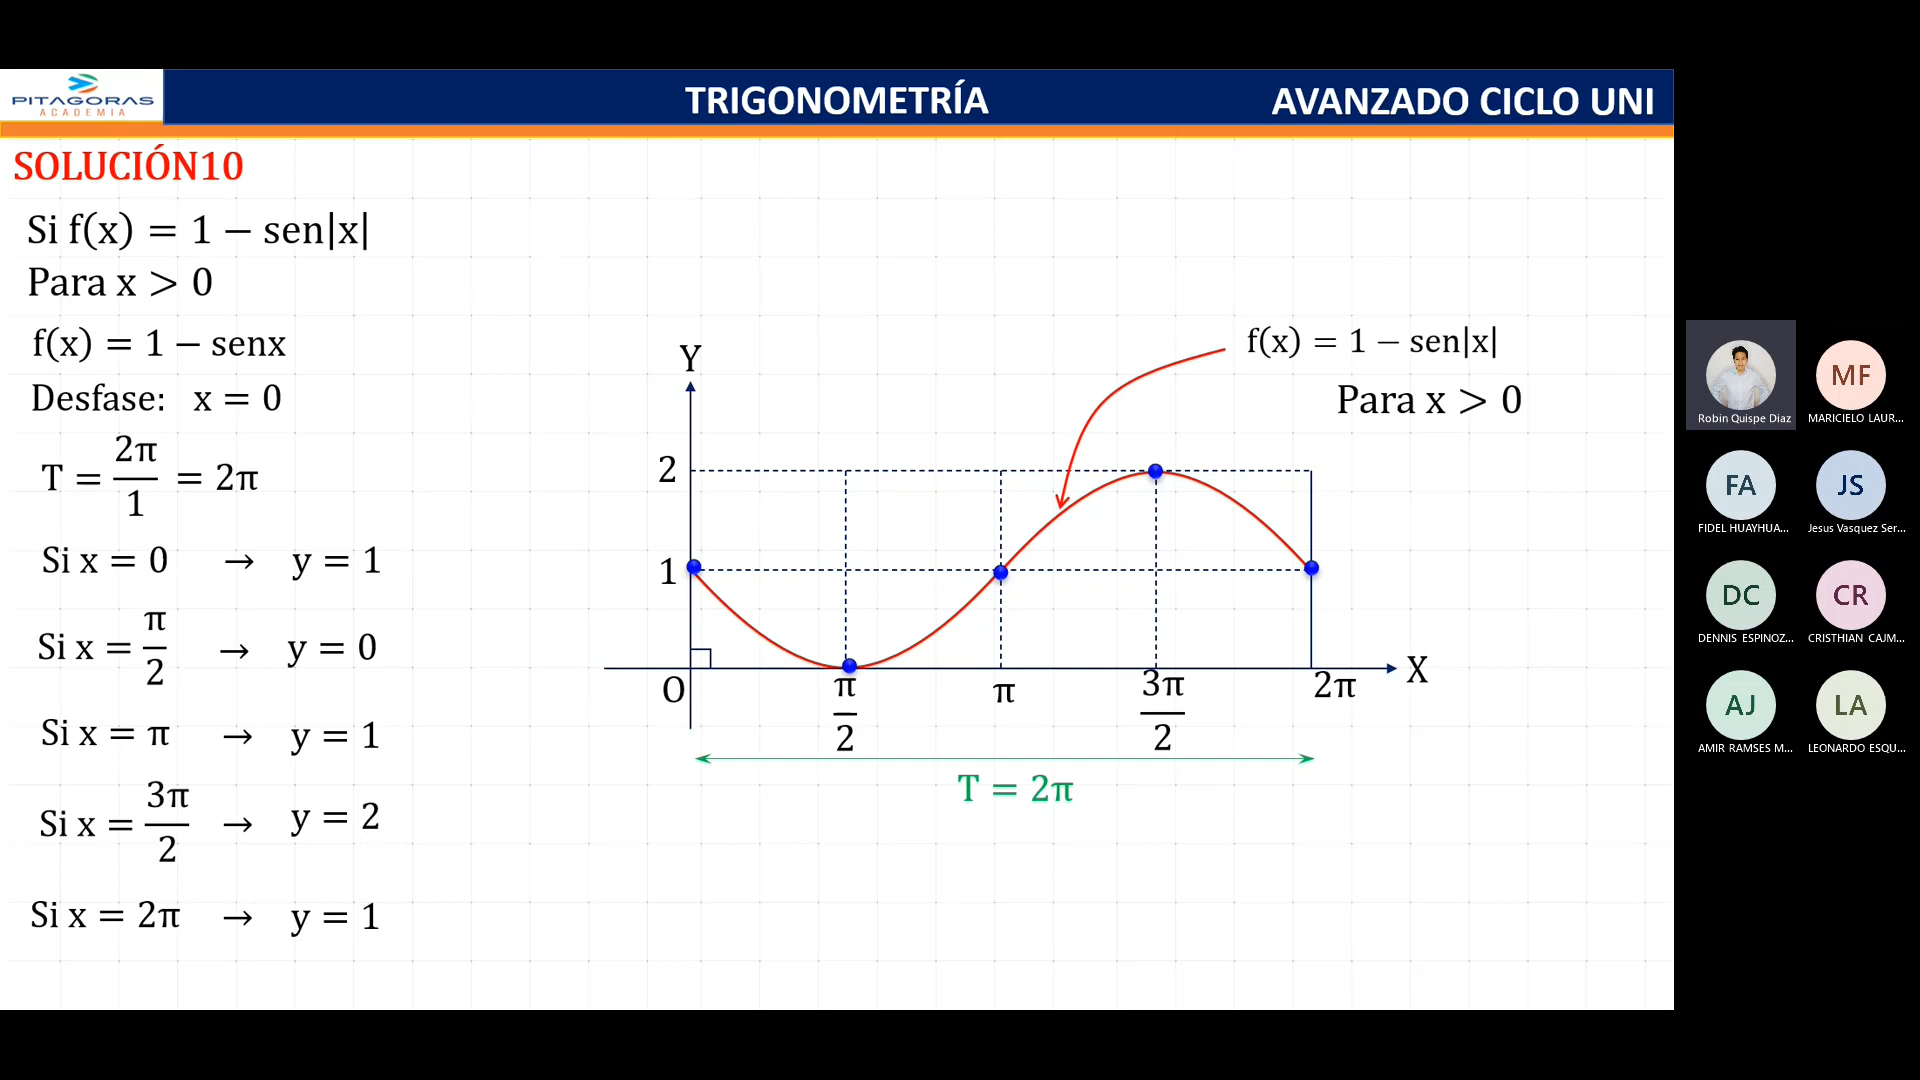 PITAGORAS
ACADEMIA
TRIGONOMETRÍA
AVANZADO CICLO UNI
SOLUCIÓN10
Si f(x) = 1 − sen|x|
Para x > 0
f(x) = 1 − senx
Desfase: x = 0
T = 2π/1 = 2π
Si x = 0 → y = 1
Si x = π/2 → y = 0
Si x = π → y = 1
Si x = 3π/2 → y = 2
Si x = 2π → y = 1
f(x) = 1 − sen|x|
Para x > 0
Y
2
1
O
π/2
π
3π/2
2π
X
T = 2π
Robin Quispe Diaz
MF
MARICIELO LAUR...
FA
FIDEL HUAYHUA...
JS
Jesus Vasquez Ser...
DC
DENNIS ESPINOZ...
CR
CRISTHIAN CAJM...
AJ
AMIR RAMSES M...
LA
LEONARDO ESQU...